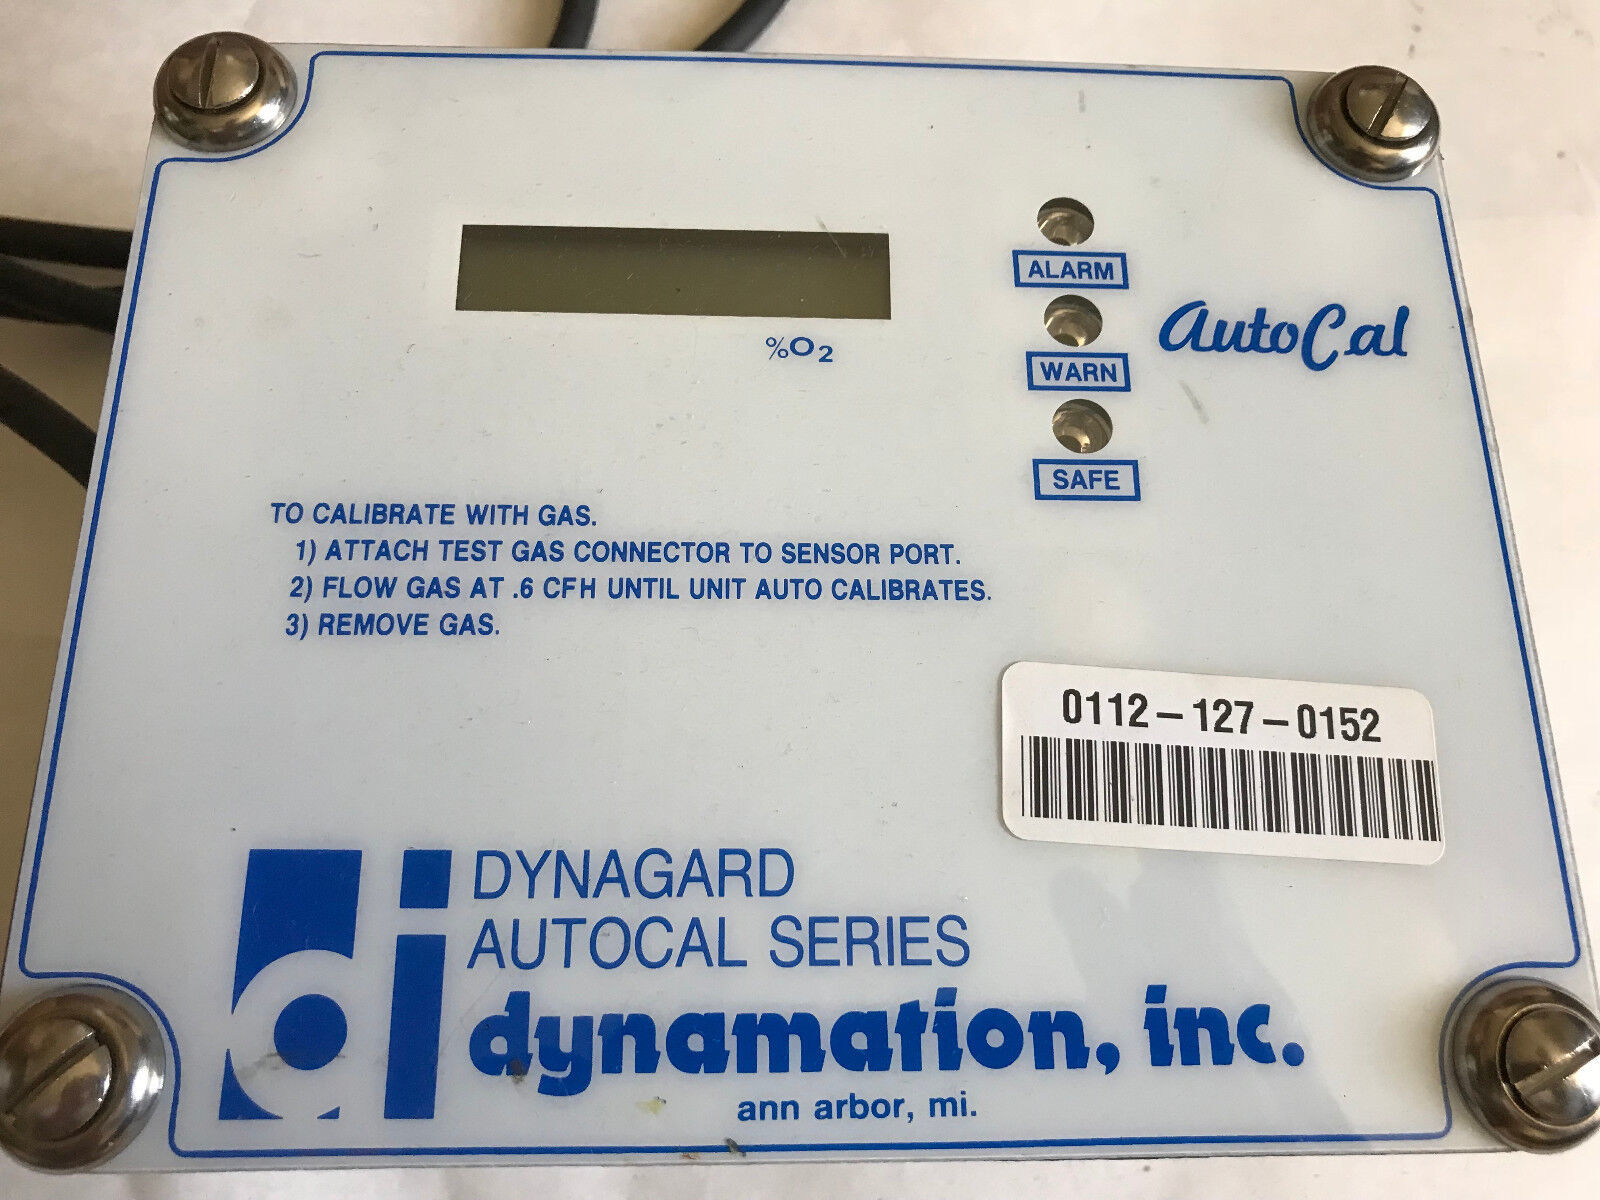 %O2
ALARM
WARN
SAFE
AutoCal
TO CALIBRATE WITH GAS.
1) ATTACH TEST GAS CONNECTOR TO SENSOR PORT.
2) FLOW GAS AT .6 CFH UNTIL UNIT AUTO CALIBRATES.
3) REMOVE GAS.
0112-127-0152
di
DYNAGARD
AUTOCAL SERIES
dynamation, inc.
ann arbor, mi.